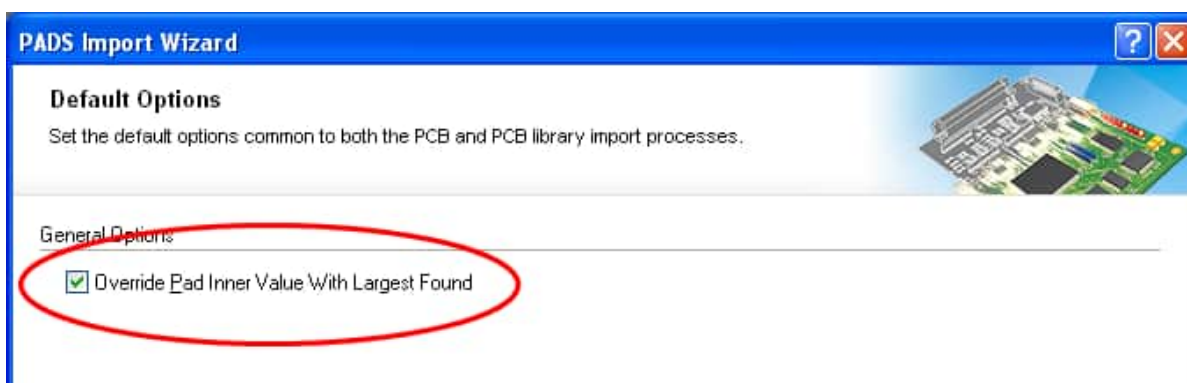 PADS Import Wizard
Default Options
Set the default options common to both the PCB and PCB library import processes.
General Options
Override Pad Inner Value With Largest Found